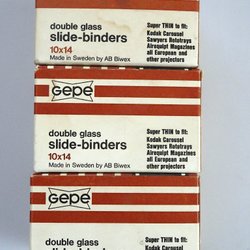 double glass
slide-binders
10x14
Made in Sweden by AB Biwex
Super THIN to fit:
Kodak Carousel
Sawyers Rototrays
Airequipt Magazines
all European and
other projectors
GEPE
double glass
slide-binders
10x14
Made in Sweden by AB Biwex
Super THIN to fit:
Kodak Carousel
Sawyers Rototrays
Airequipt Magazines
all European and
other projectors
GEPE
double glass
Super THIN to fit:
Kodak Carousel